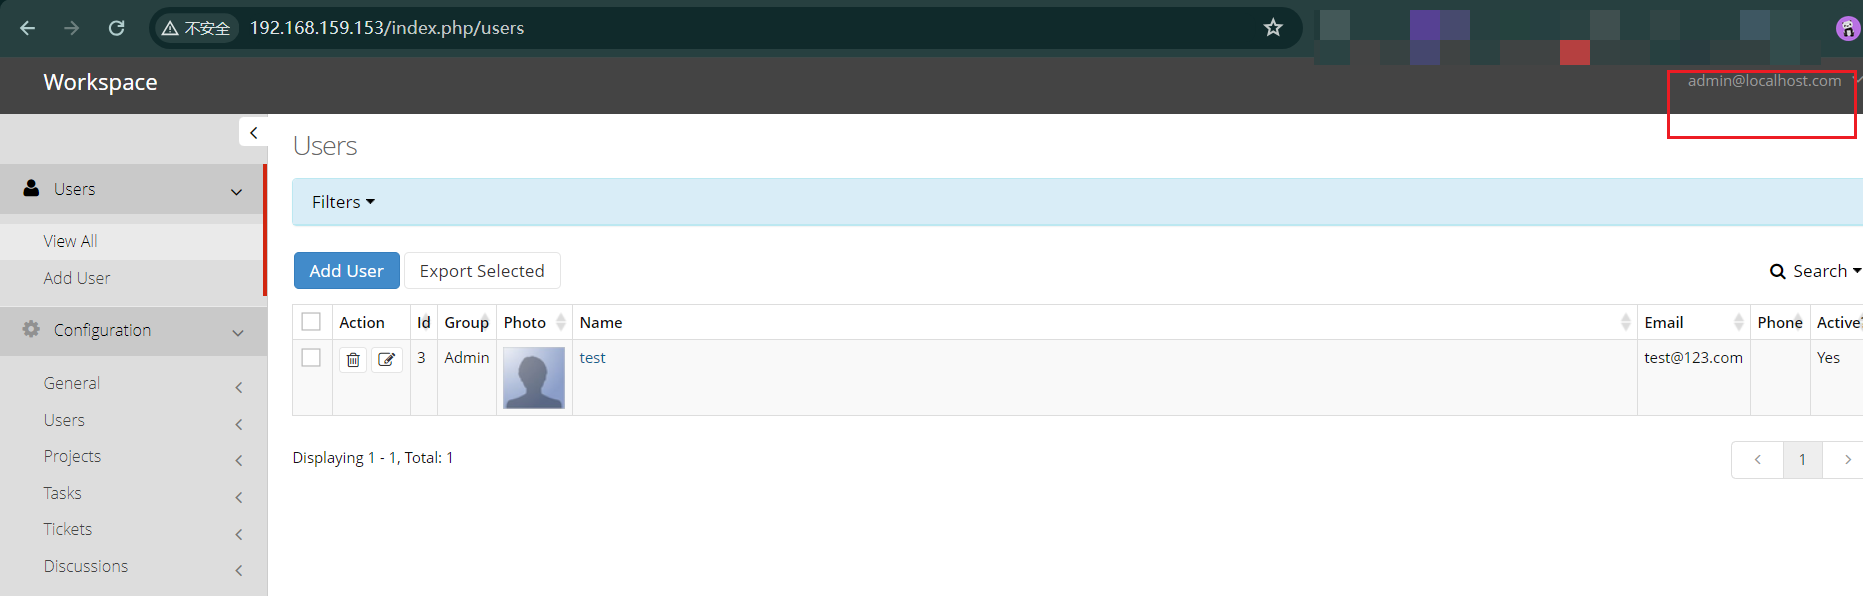 不安全 192.168.159.153/index.php/users
Workspace
admin@localhost.com
Users
Users
Filters
View All
Add User
Add User Export Selected
Search
Configuration
Action Id Group Photo Name Email Phone Active?
3 Admin test test@123.com Yes
General
Users
Projects
Tasks
Tickets
Discussions
Displaying 1 - 1, Total: 1
1